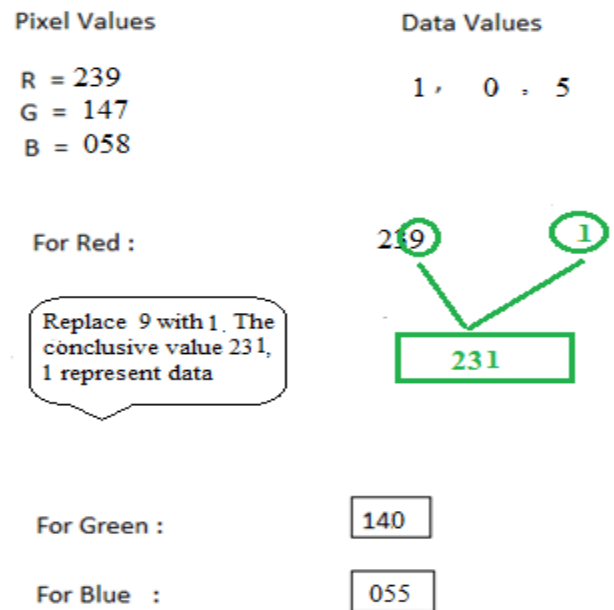 Pixel Values
Data Values
R = 239
G = 147
B = 058
1, 0 , 5
For Red :
239
1
Replace 9 with 1. The
conclusive value 231,
1 represent data
231
For Green :
140
For Blue :
055